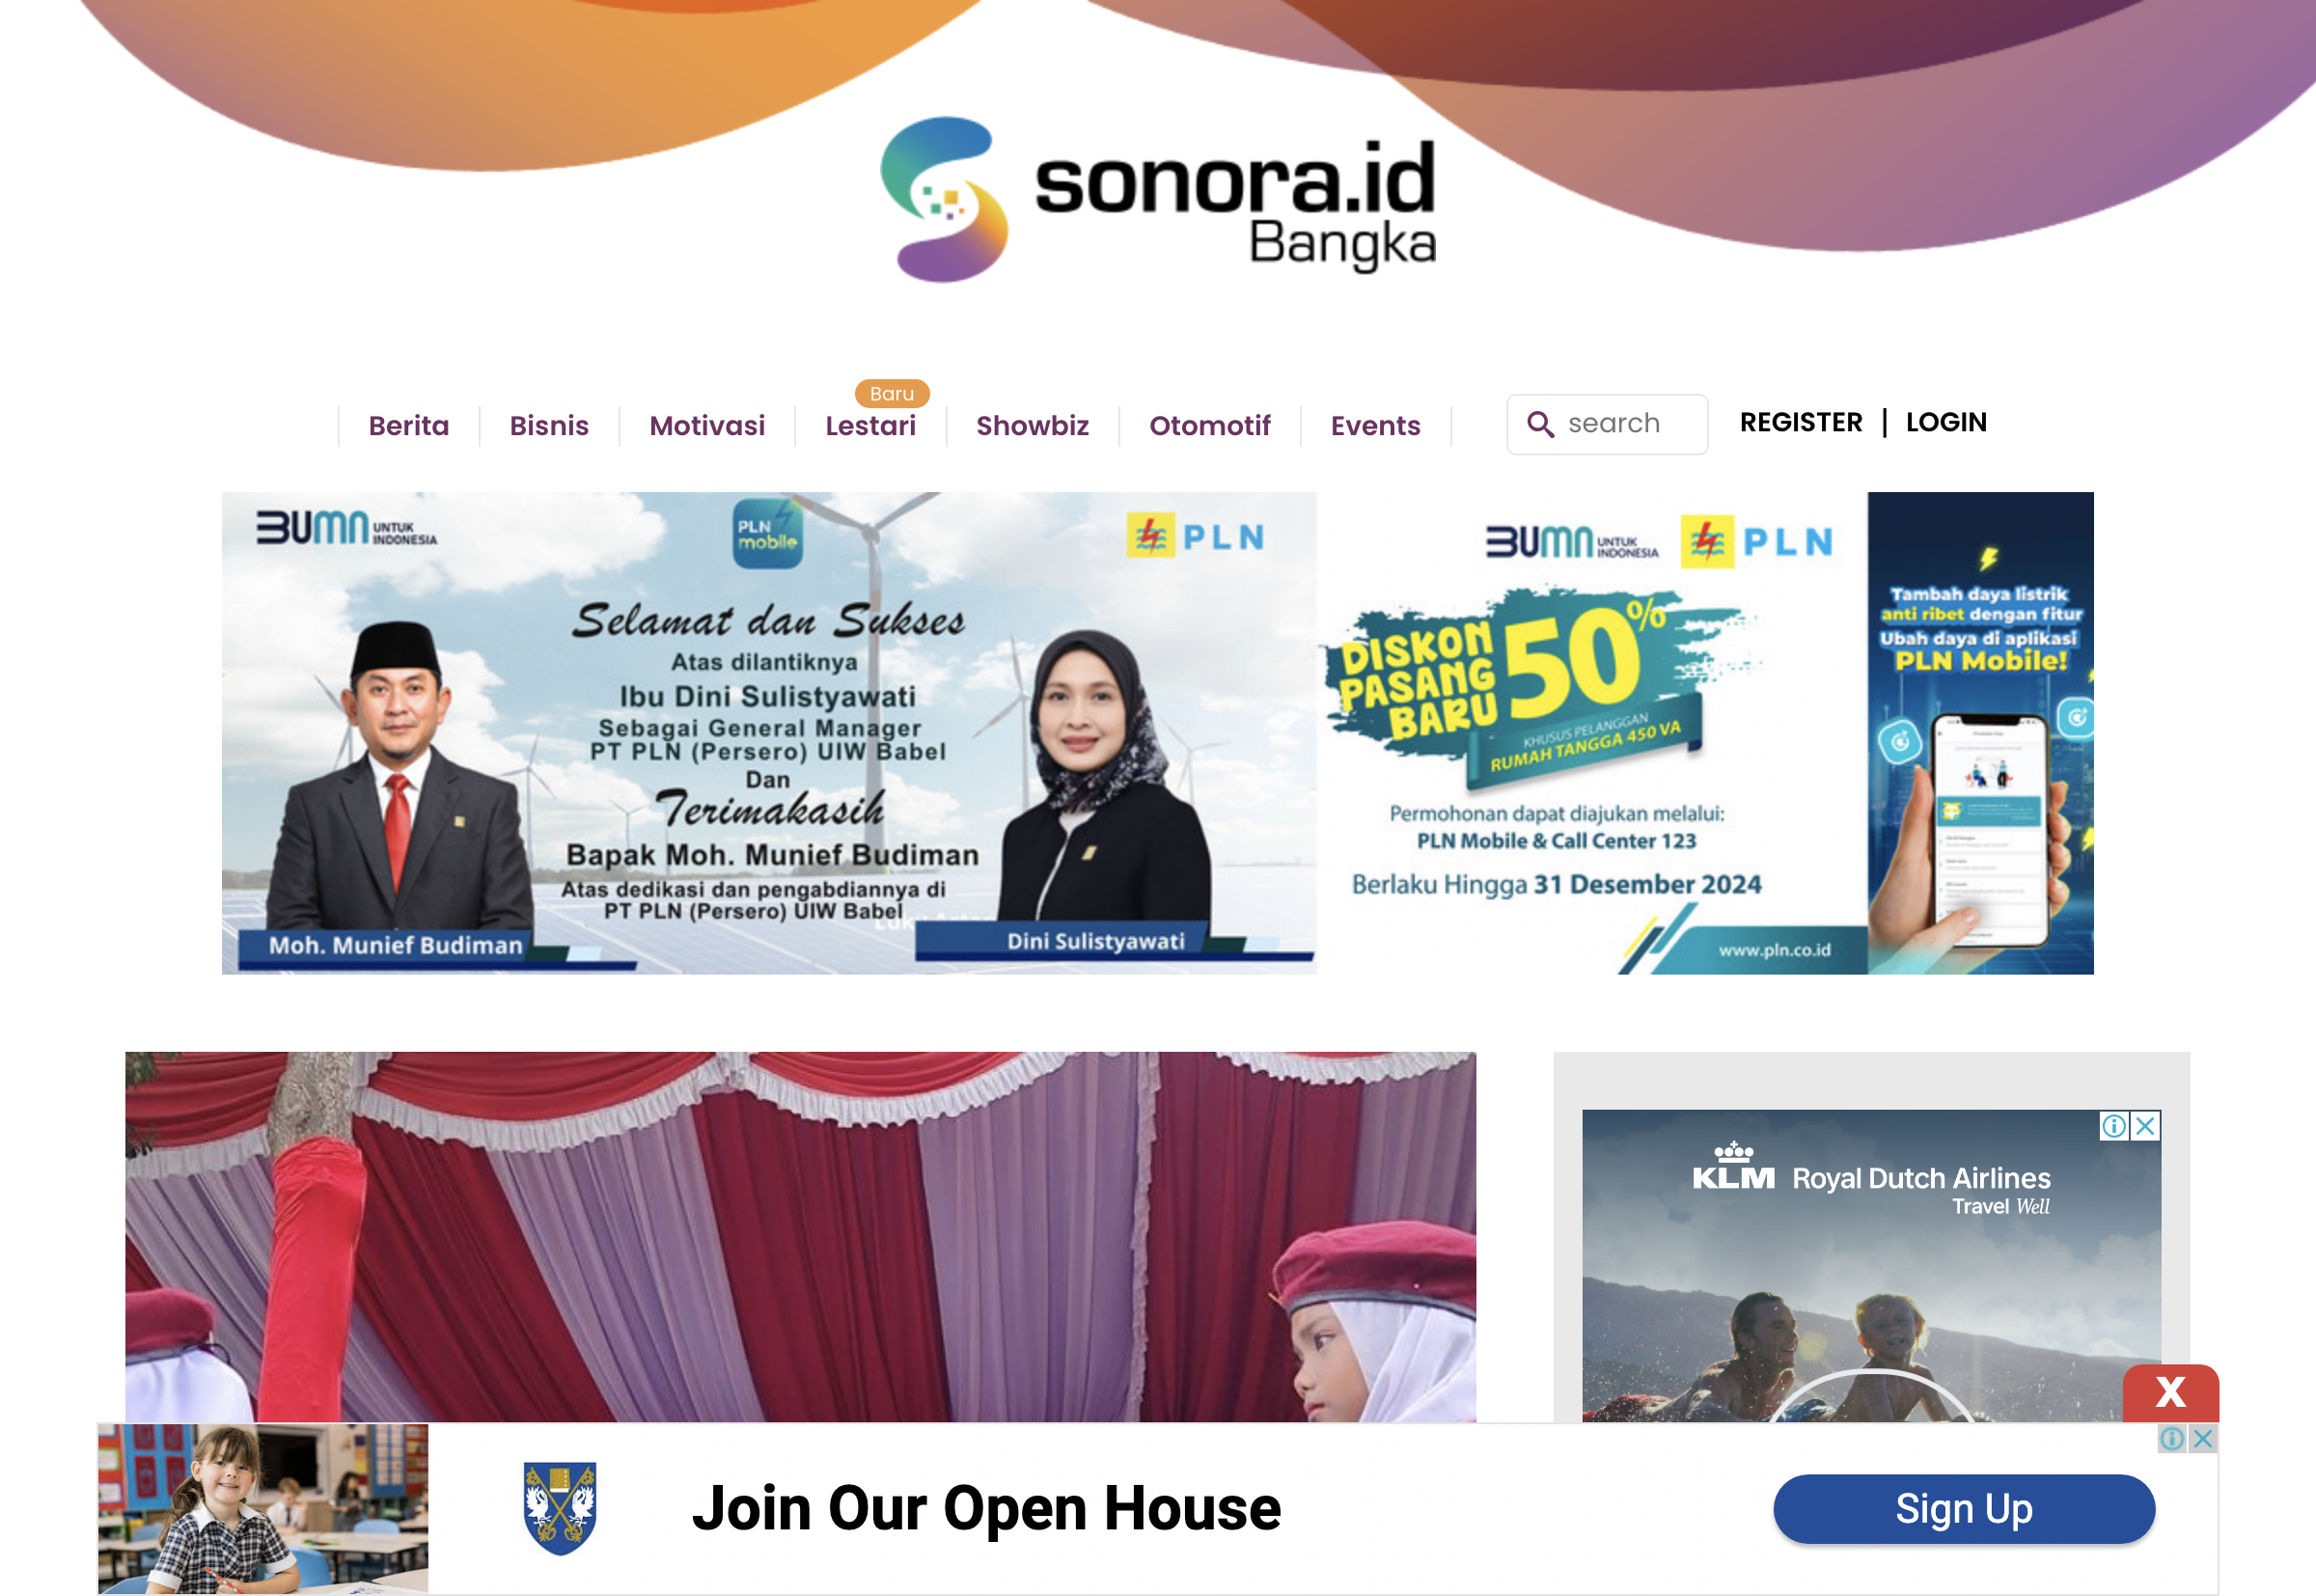 sonora.id
Bangka
Baru
Berita
Bisnis
Motivasi
Lestari
Showbiz
Otomotif
Events
search
REGISTER | LOGIN
BUMN UNTUK INDONESIA
PLN mobile
PLN
Selamat dan Sukses
Atas dilantiknya
Ibu Dini Sulistyawati
Sebagai General Manager
PT PLN (Persero) UIW Babel
Dan
Terimakasih
Bapak Moh. Munief Budiman
Atas dedikasi dan pengabdiannya di
PT PLN (Persero) UIW Babel
Moh. Munief Budiman
Dini Sulistyawati
BUMN UNTUK INDONESIA
PLN
DISKON
PASANG
BARU
50%
KHUSUS PELANGGAN
RUMAH TANGGA 450 VA
Permohonan dapat diajukan melalui:
PLN Mobile & Call Center 123
Berlaku Hingga 31 Desember 2024
www.pln.co.id
Tambah daya listrik
anti ribet dengan fitur
Ubah daya di aplikasi
PLN Mobile!
KLM Royal Dutch Airlines
Travel Well
X
Join Our Open House
Sign Up